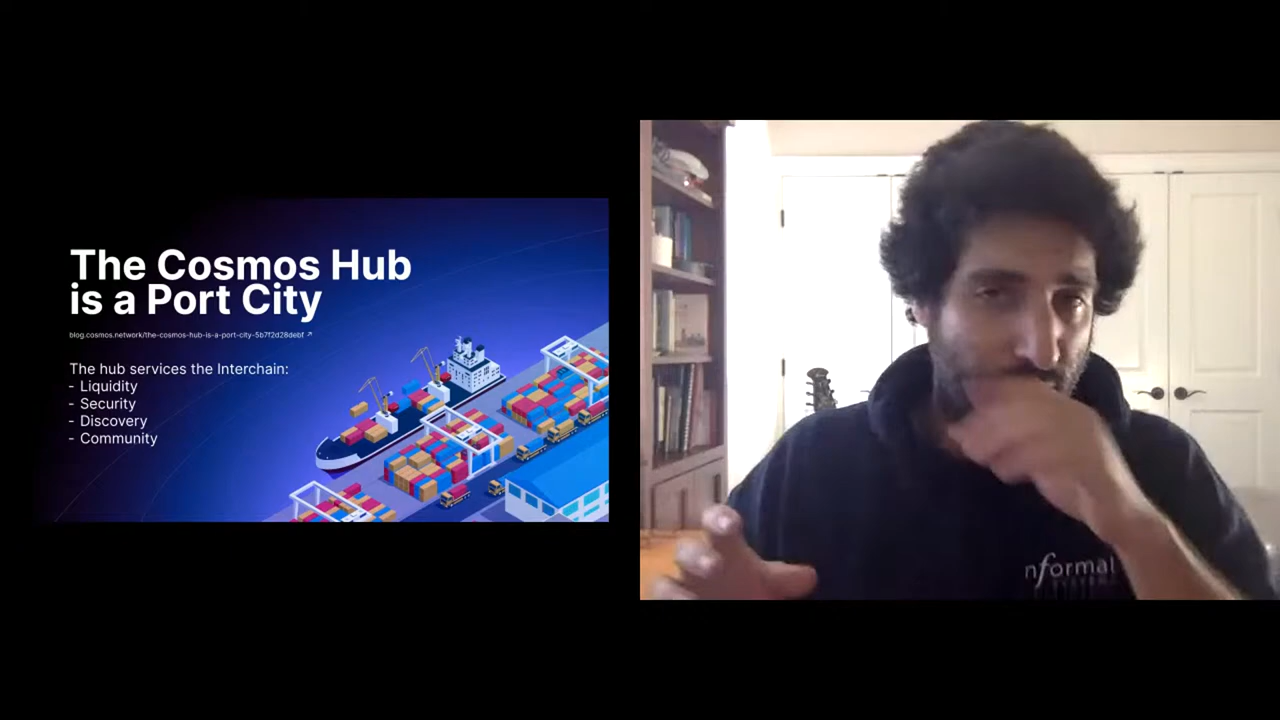 The Cosmos Hub
is a Port City
blog.cosmos.network/the-cosmos-hub-is-a-port-city-5b7f2d28debf ↗
The hub services the Interchain:
- Liquidity
- Security
- Discovery
- Community
nformal